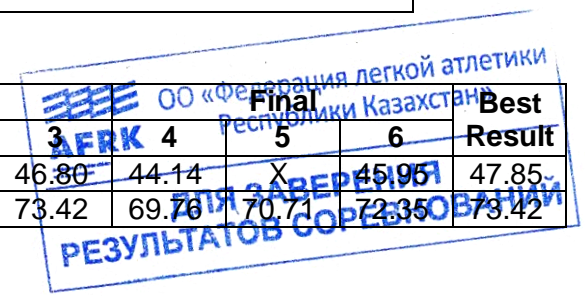 ОО «Федерация легкой атлетики
Республики Казахстан»
AFRK
Final Best
Result
3 4 5 6
46.80 44.14 X 45.95 47.85
73.42 69.76 70.71 72.35 73.42
ДЛЯ ЗАВЕРЕНИЯ
РЕЗУЛЬТАТОВ СОРЕВНОВАНИЙ